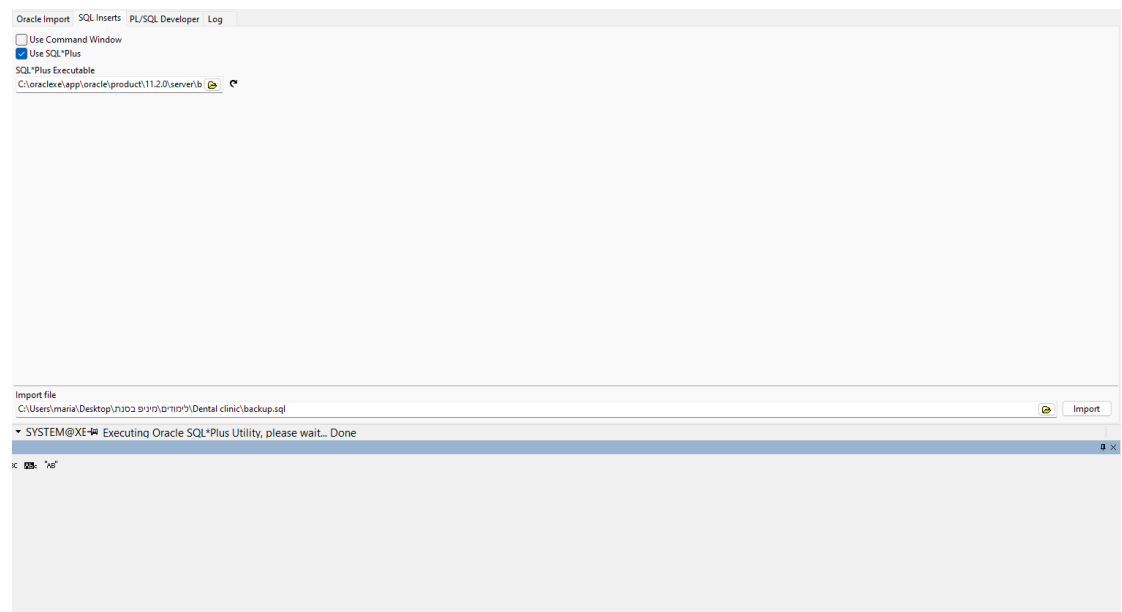 Oracle Import SQL Inserts PL/SQL Developer Log
Use Command Window
Use SQL*Plus
SQL*Plus Executable
C:\oraclexe\app\oracle\product\11.2.0\server\b
Import file
C:\Users\maria\Desktop\לימודים\מיניפ בסנת\Dental clinic\backup.sql
Import
SYSTEM@XE Executing Oracle SQL*Plus Utility, please wait... Done
"AB"